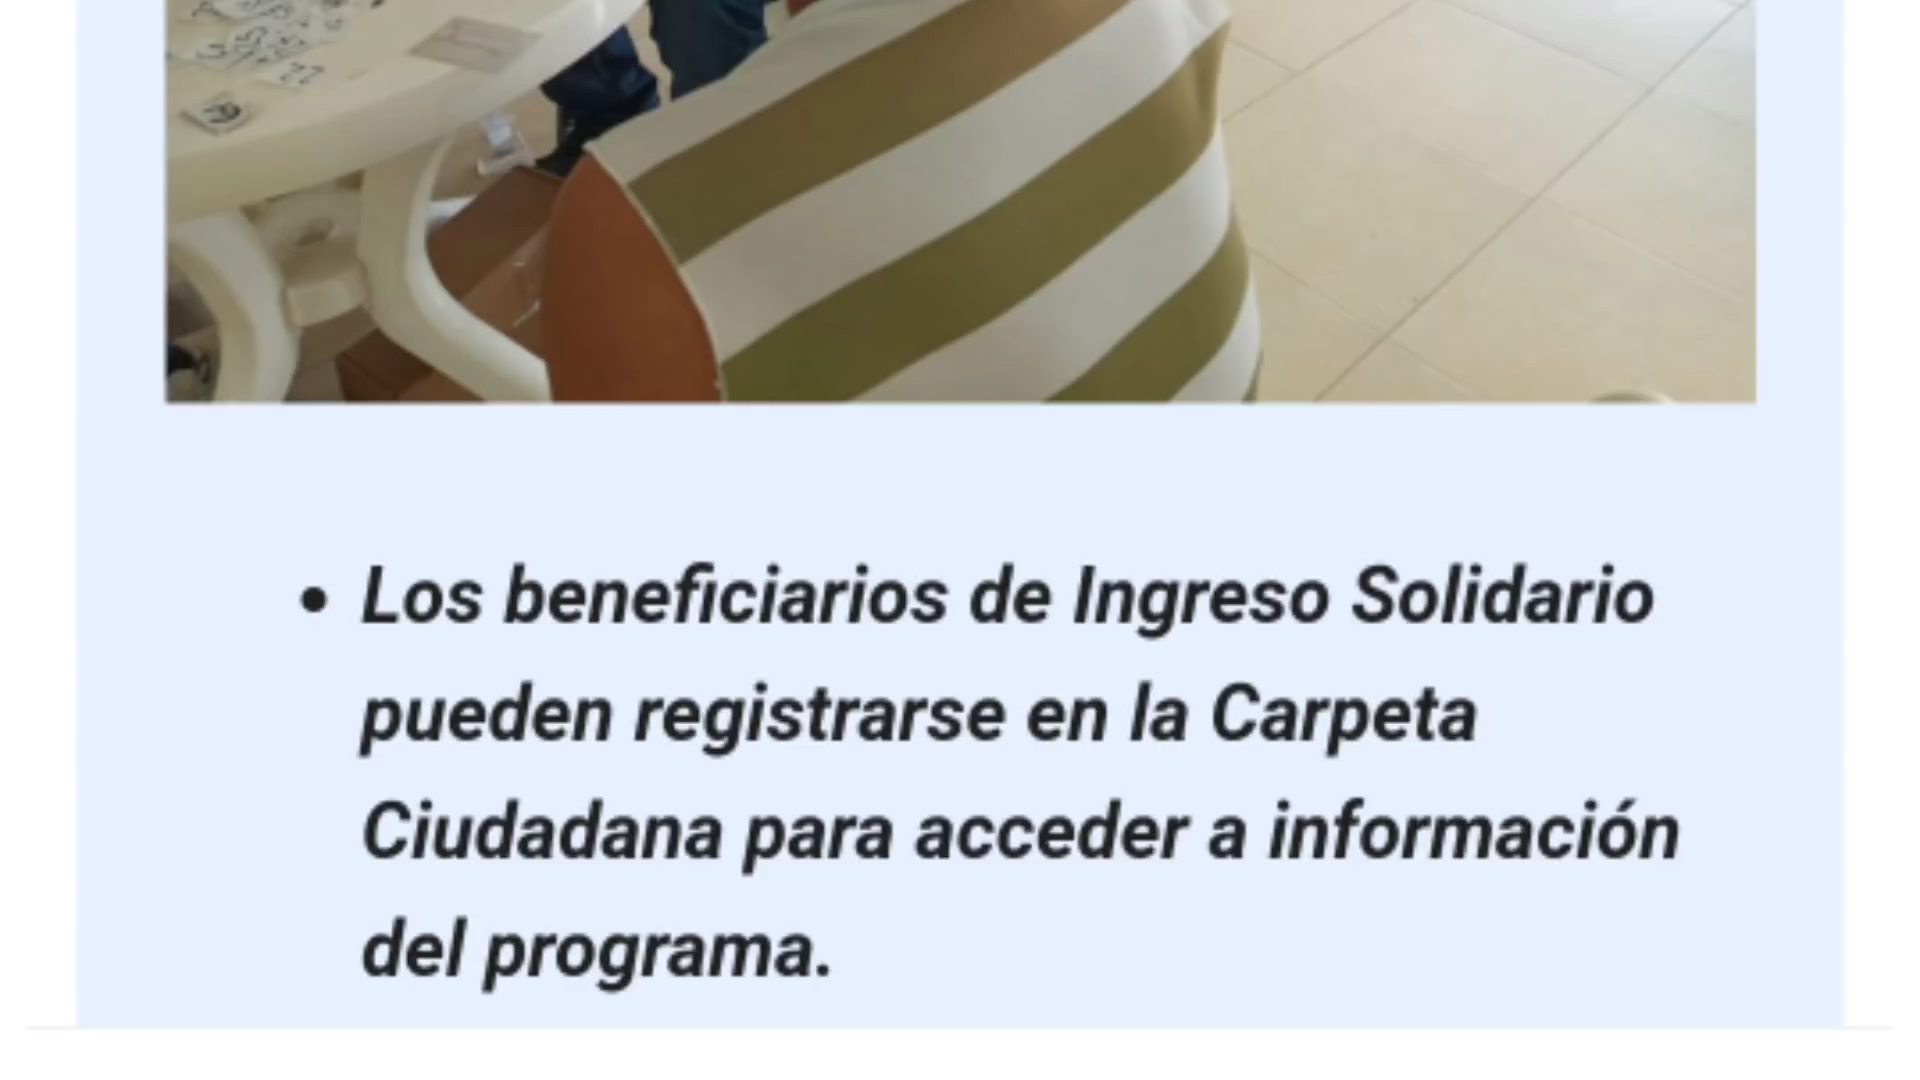 • Los beneficiarios de Ingreso Solidario
pueden registrarse en la Carpeta
Ciudadana para acceder a información
del programa.